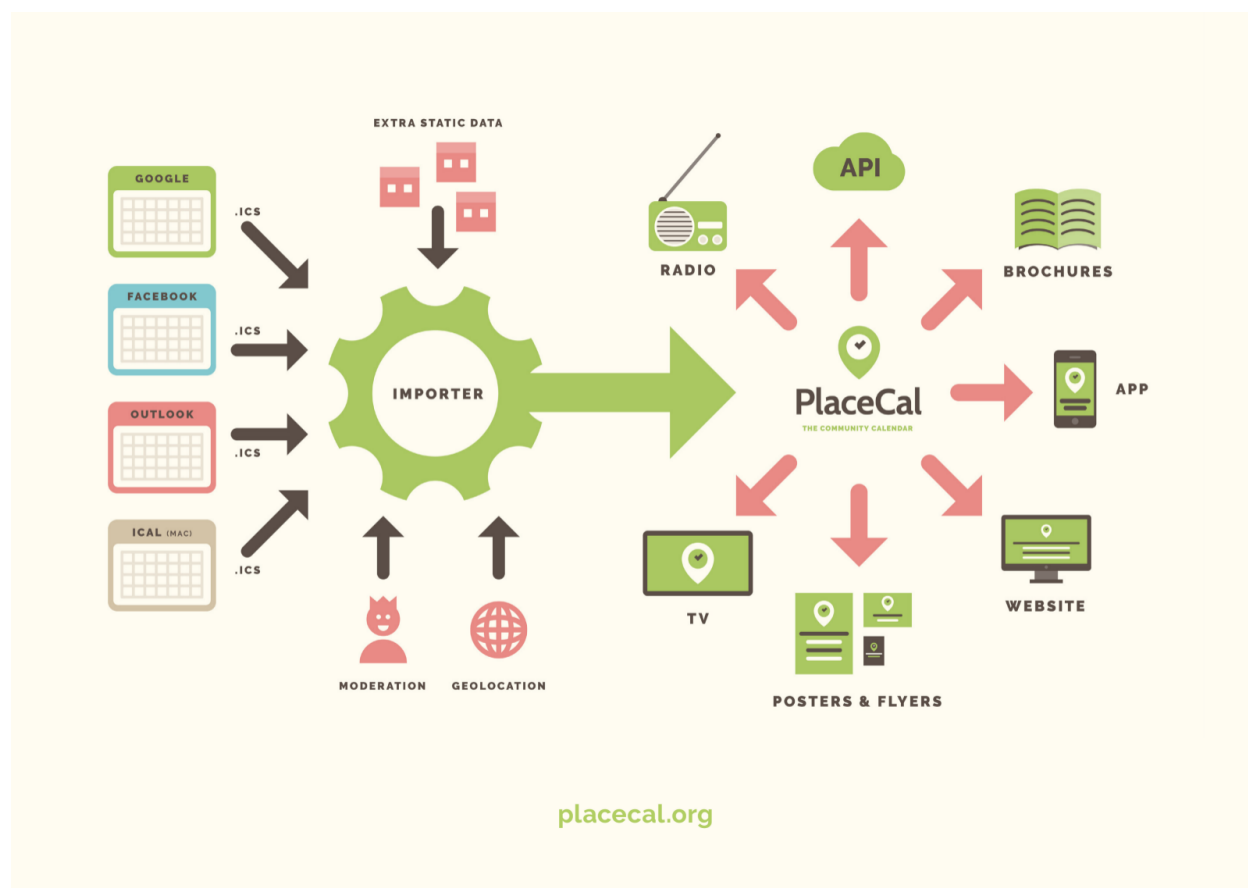 EXTRA STATIC DATA
GOOGLE
.ICS
FACEBOOK
.ICS
OUTLOOK
.ICS
ICAL (MAC)
.ICS
IMPORTER
MODERATION
GEOLOCATION
RADIO
API
BROCHURES
PlaceCal
THE COMMUNITY CALENDAR
APP
TV
WEBSITE
POSTERS & FLYERS
placecal.org